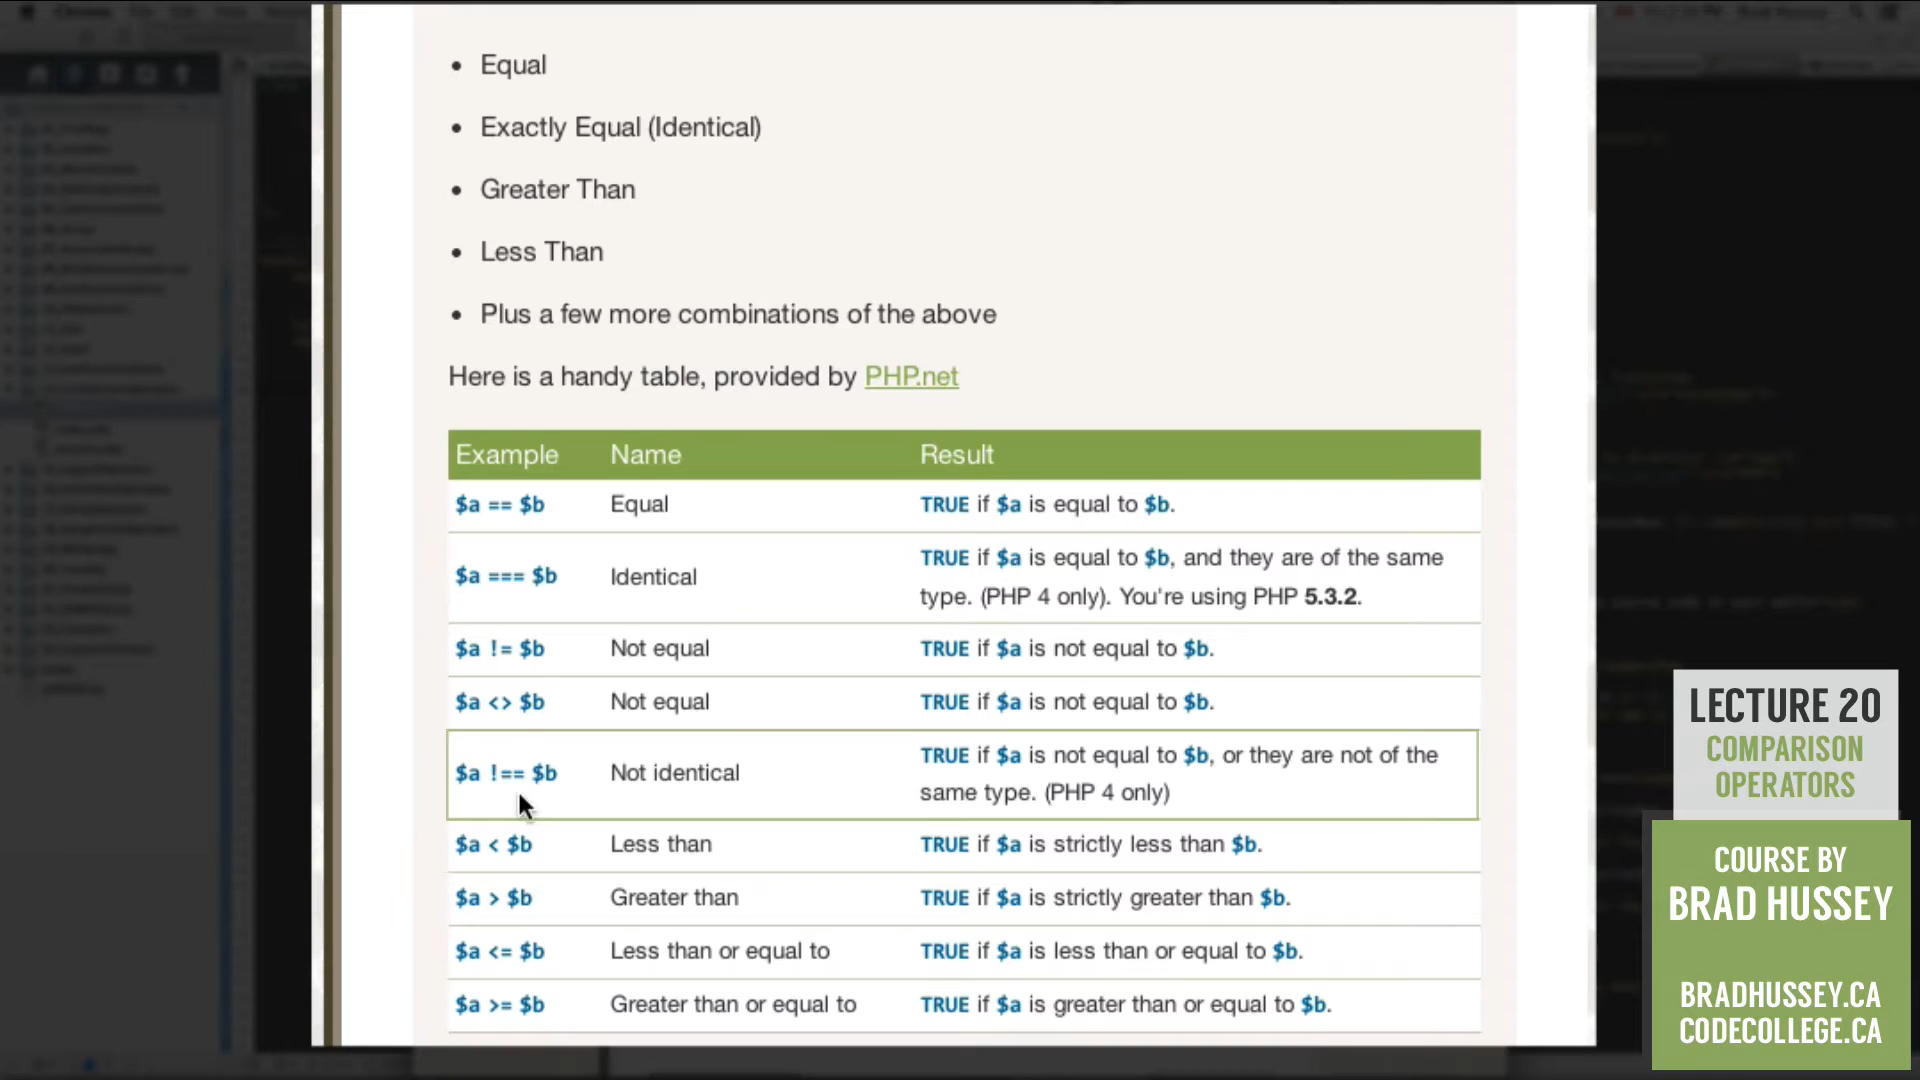 • Equal
• Exactly Equal (Identical)
• Greater Than
• Less Than
• Plus a few more combinations of the above
Here is a handy table, provided by PHP.net
Example Name Result
$a == $b Equal TRUE if $a is equal to $b.
$a === $b Identical TRUE if $a is equal to $b, and they are of the same
type. (PHP 4 only). You're using PHP 5.3.2.
$a != $b Not equal TRUE if $a is not equal to $b.
$a <> $b Not equal TRUE if $a is not equal to $b.
$a !== $b Not identical TRUE if $a is not equal to $b, or they are not of the
same type. (PHP 4 only)
$a < $b Less than TRUE if $a is strictly less than $b.
$a > $b Greater than TRUE if $a is strictly greater than $b.
$a <= $b Less than or equal to TRUE if $a is less than or equal to $b.
$a >= $b Greater than or equal to TRUE if $a is greater than or equal to $b.
LECTURE 20
COMPARISON
OPERATORS
COURSE BY
BRAD HUSSEY
BRADHUSSEY.CA
CODECOLLEGE.CA